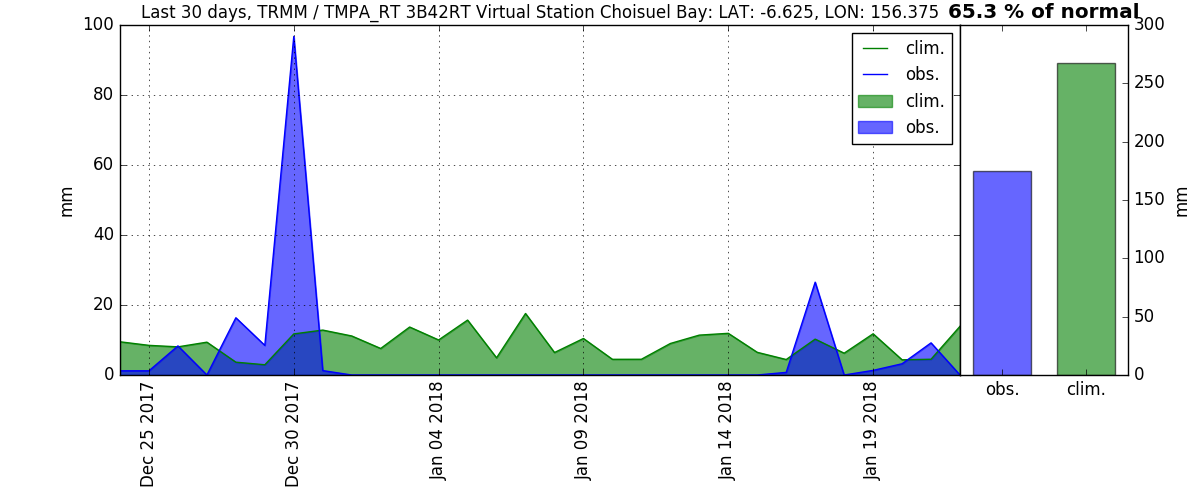 Last 30 days, TRMM / TMPA_RT 3B42RT Virtual Station Choisuel Bay: LAT: -6.625, LON: 156.375
65.3 % of normal
100
80
60
40
20
0
mm
clim.
obs.
clim.
obs.
Dec 25 2017
Dec 30 2017
Jan 04 2018
Jan 09 2018
Jan 14 2018
Jan 19 2018
300
250
200
150
100
50
0
mm
obs.
clim.